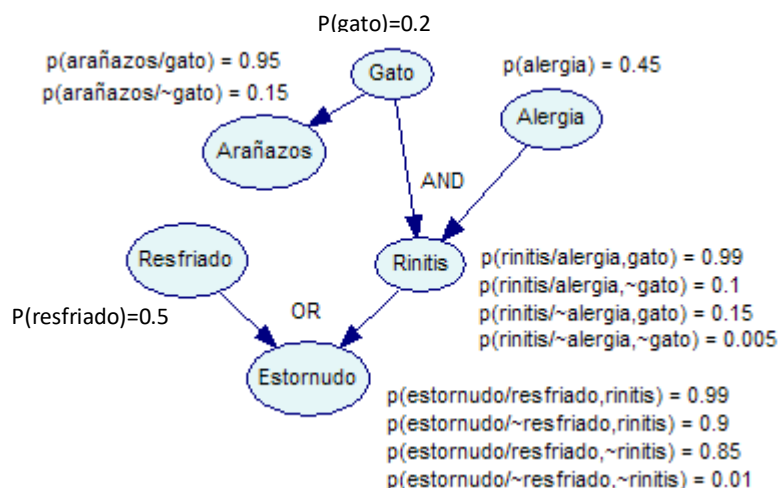 P(gato)=0.2
p(arañazos/gato) = 0.95
p(arañazos/~gato) = 0.15
Gato
p(alergia) = 0.45
Alergia
Arañazos
AND
Resfriado
Rinitis
p(rinitis/alergia,gato) = 0.99
p(rinitis/alergia,~gato) = 0.1
p(rinitis/~alergia,gato) = 0.15
p(rinitis/~alergia,~gato) = 0.005
P(resfriado)=0.5
OR
Estornudo
p(estornudo/resfriado,rinitis) = 0.99
p(estornudo/~resfriado,rinitis) = 0.9
p(estornudo/resfriado,~rinitis) = 0.85
p(estornudo/~resfriado,~rinitis) = 0.01